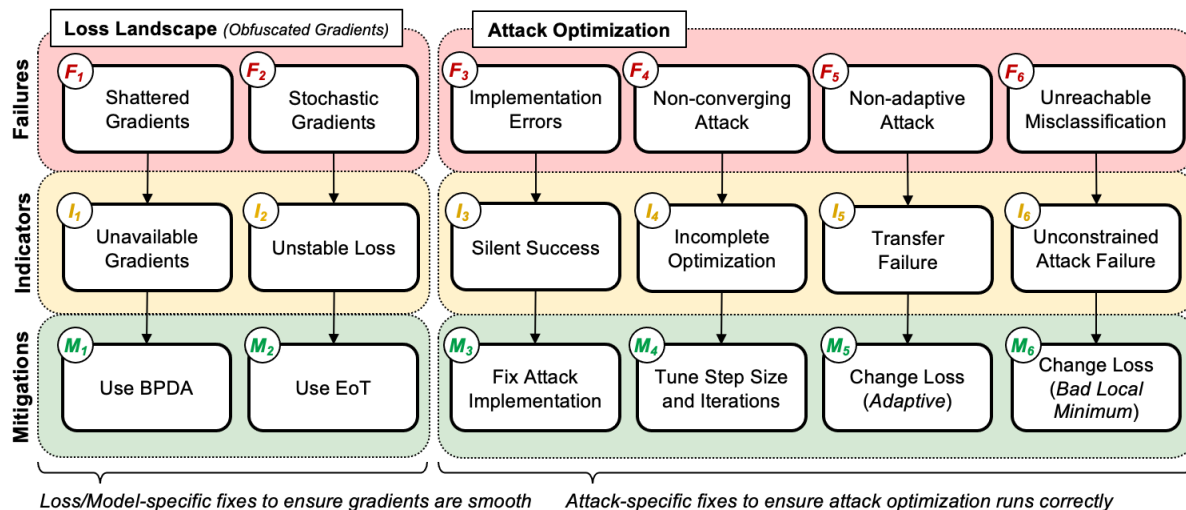 Loss Landscape (Obfuscated Gradients)
Attack Optimization
Failures
F1
Shattered
Gradients
F2
Stochastic
Gradients
F3
Implementation
Errors
F4
Non-converging
Attack
F5
Non-adaptive
Attack
F6
Unreachable
Misclassification
Indicators
I1
Unavailable
Gradients
I2
Unstable Loss
I3
Silent Success
I4
Incomplete
Optimization
I5
Transfer
Failure
I6
Unconstrained
Attack Failure
Mitigations
M1
Use BPDA
M2
Use EoT
M3
Fix Attack
Implementation
M4
Tune Step Size
and Iterations
M5
Change Loss
(Adaptive)
M6
Change Loss
(Bad Local
Minimum)
Loss/Model-specific fixes to ensure gradients are smooth
Attack-specific fixes to ensure attack optimization runs correctly